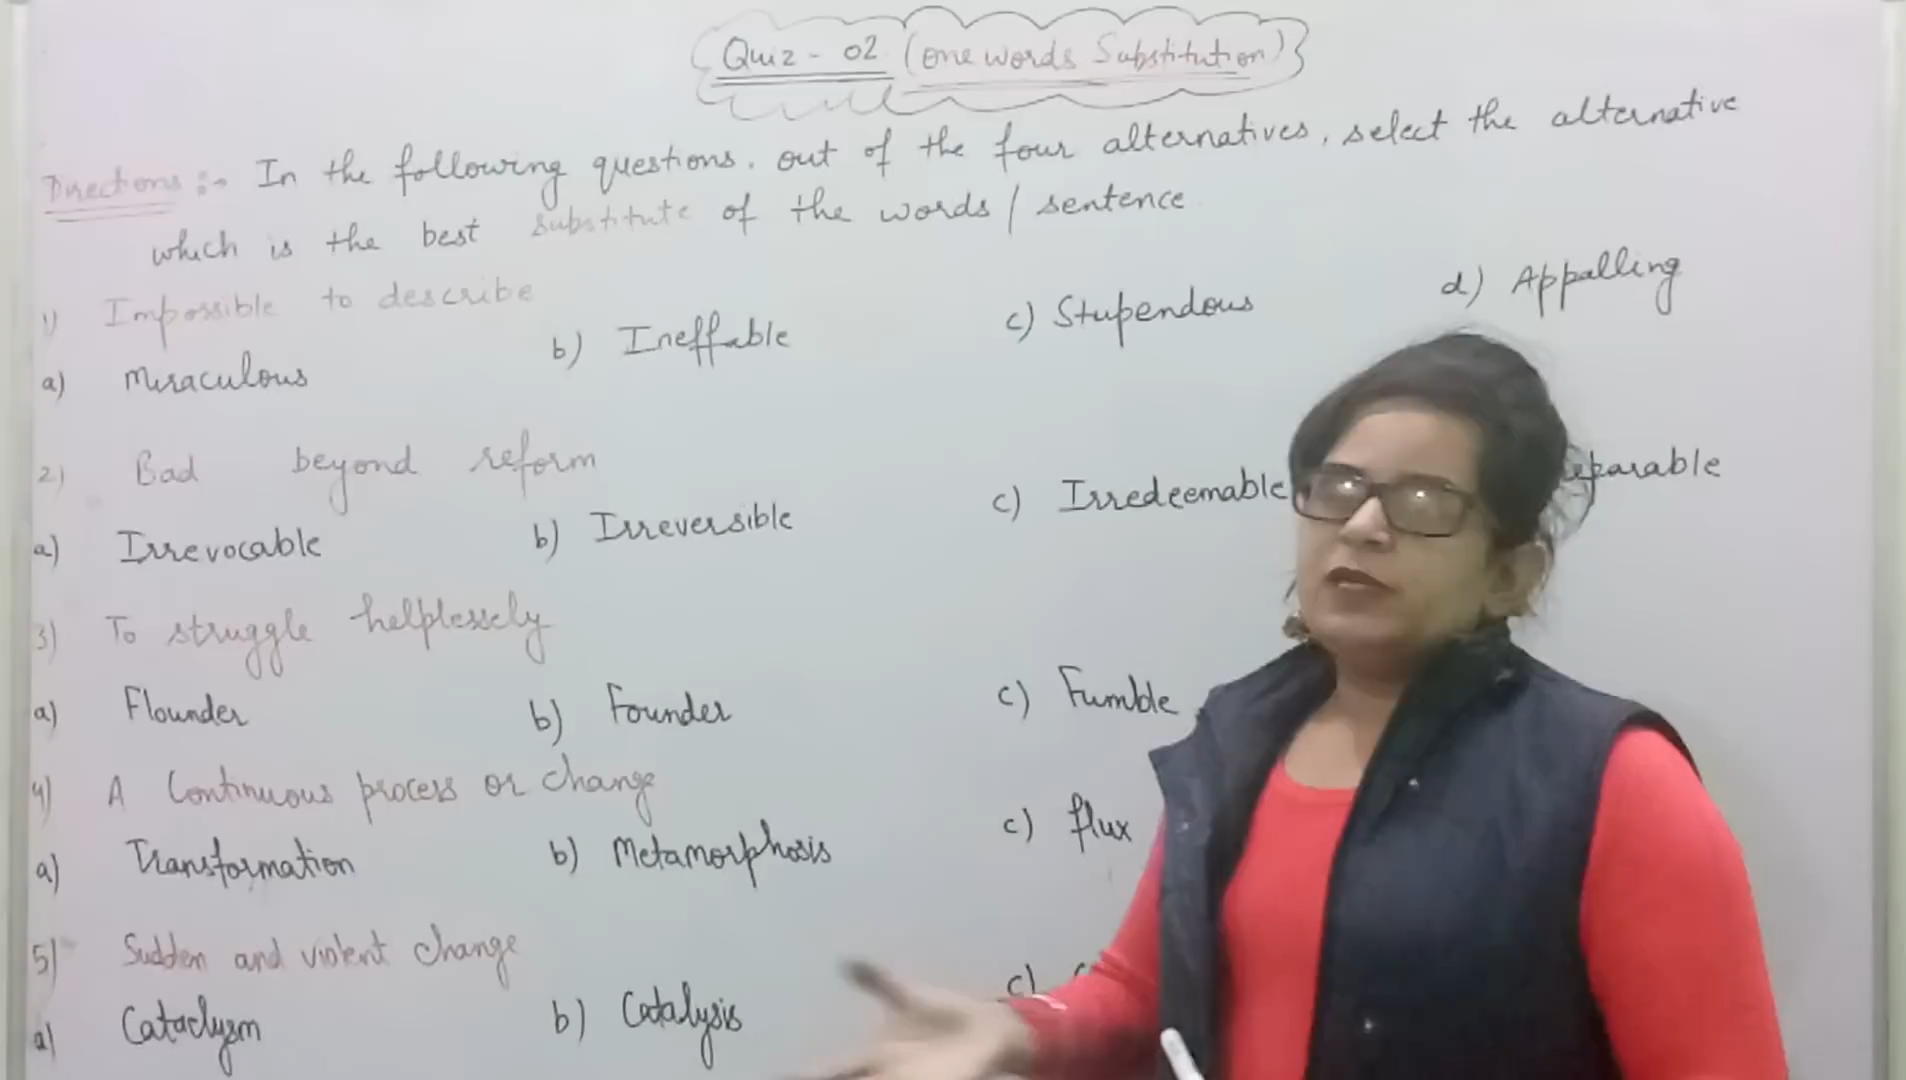 Quiz - 02 (one words Substitution)
Directions :- In the following questions, out of the four alternatives, select the alternative
which is the best substitute of the words / sentence
1) Impossible to describe
a) Miraculous b) Ineffable c) Stupendous d) Appalling
2) Bad beyond reform
a) Irrevocable b) Irreversible c) Irredeemable
3) To struggle helplessely
a) Flounder b) Founder c) Fumble
4) A Continuous process or change
a) Transformation b) Metamorphosis c) flux
5) Sudden and violent change
a) Cataclysm b) Catalysis c)